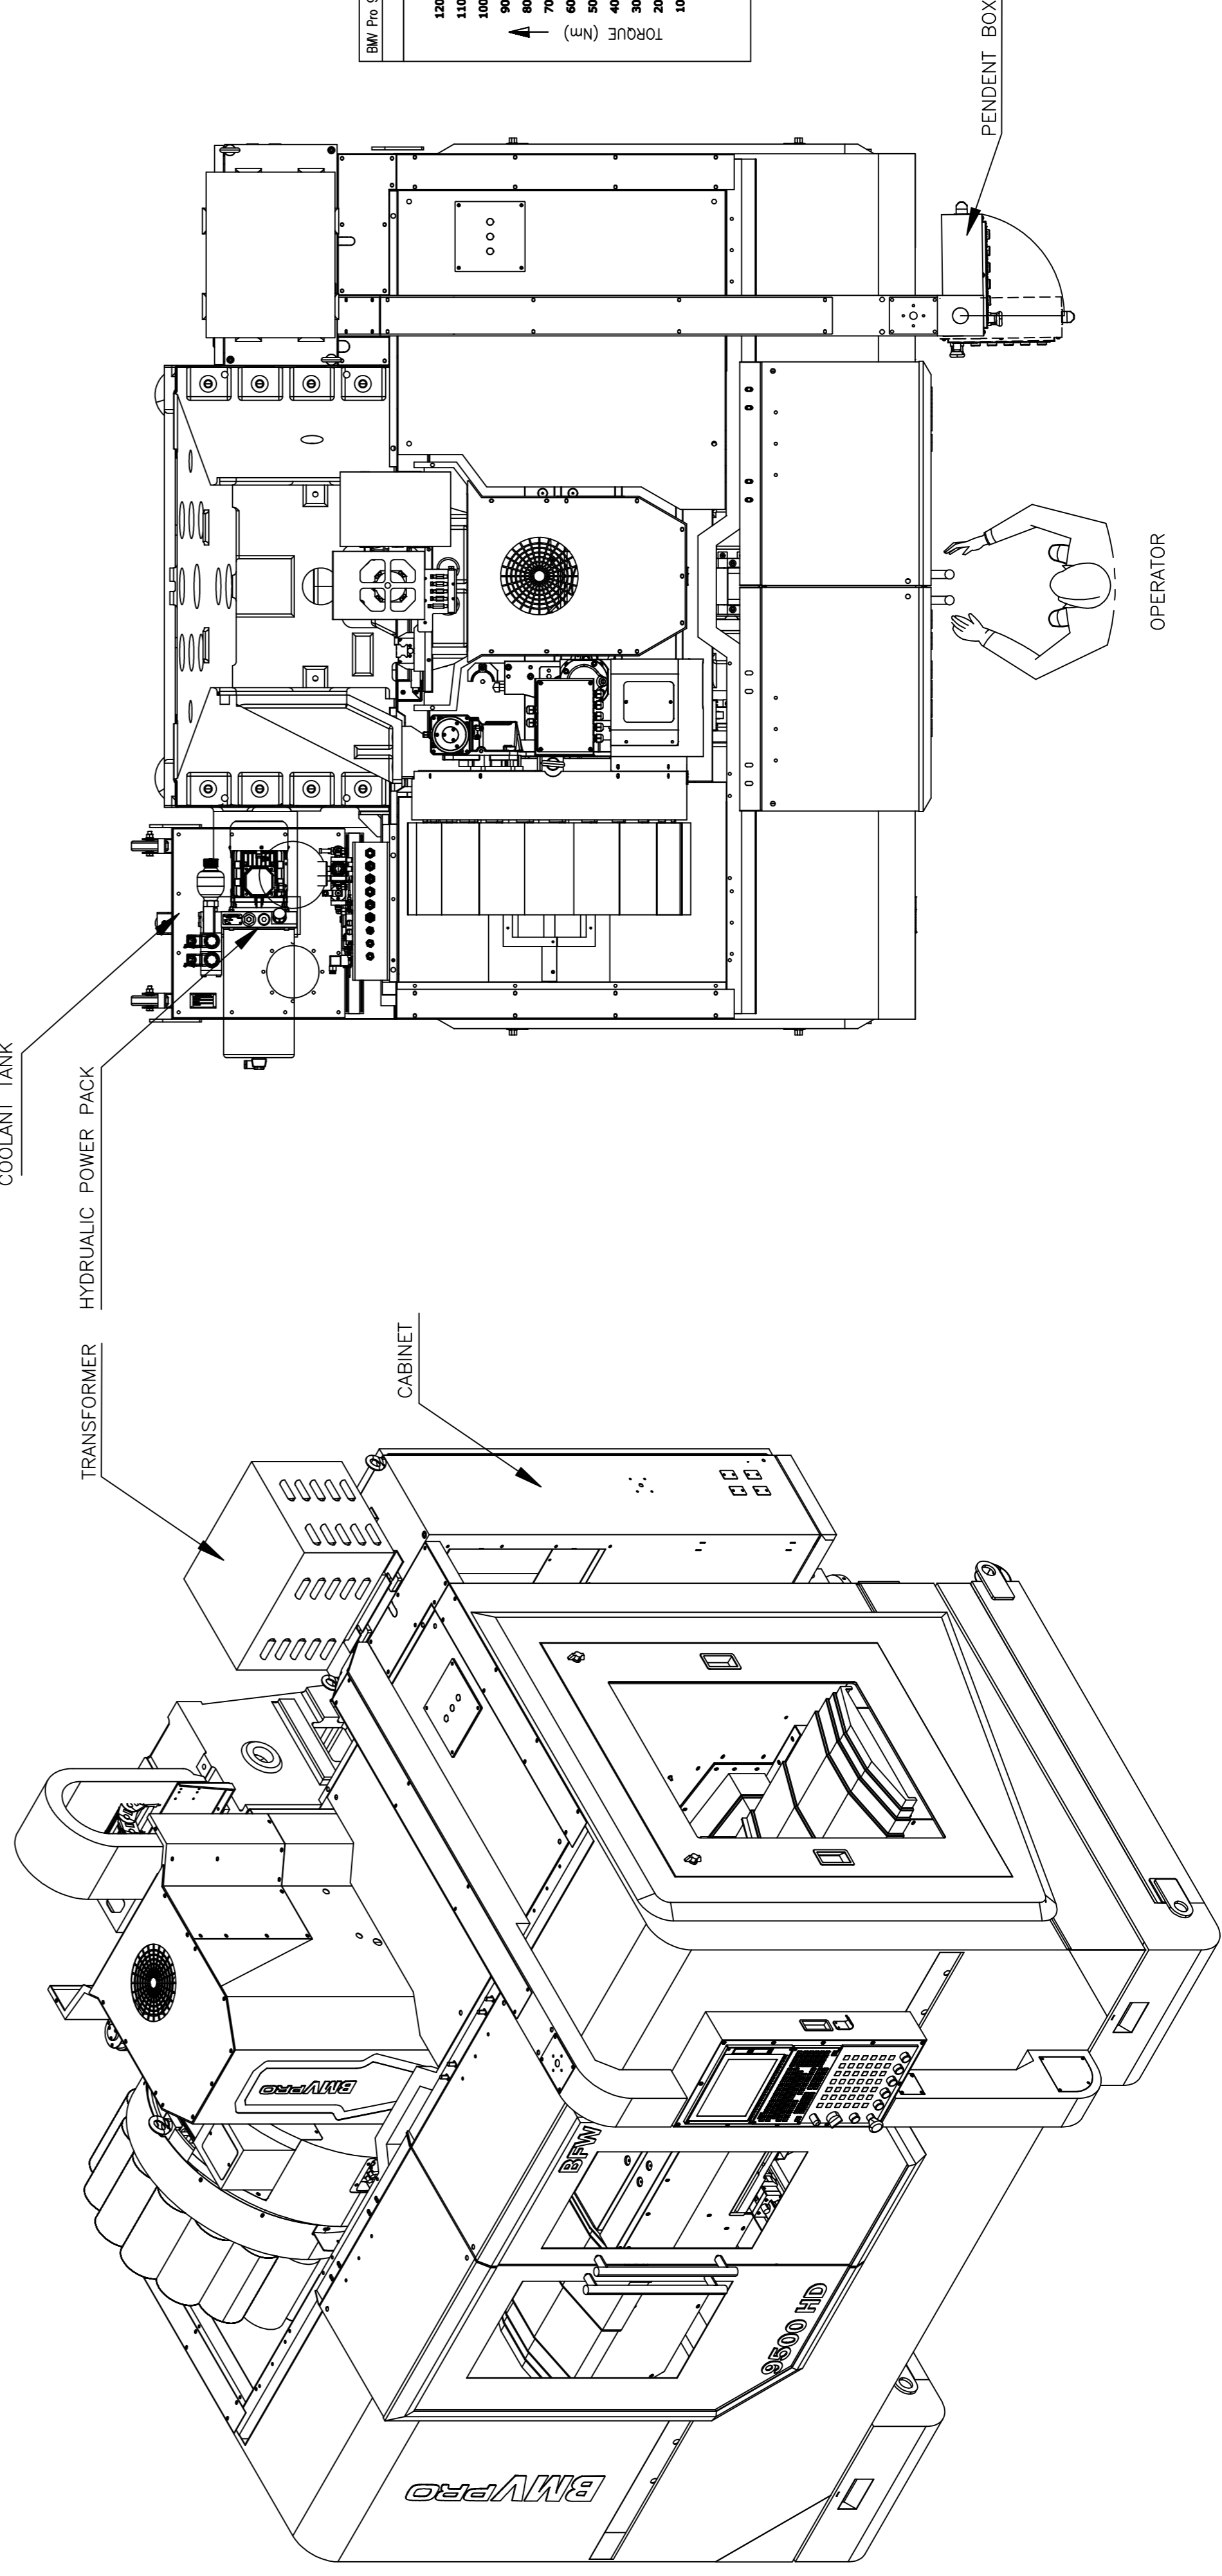 COOLANT TANK
HYDRUALIC POWER PACK
TRANSFORMER
CABINET
BMVPRO
BFW
9500 HD
BMVPRO
OPERATOR
PENDENT BOX
BMV Pro
120
110
100
90
80
70
60
50
40
30
20
10
TORQUE (Nm)